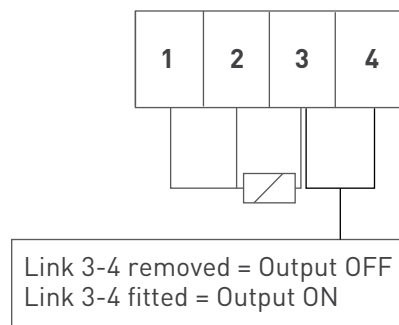 1 2 3 4
Link 3-4 removed = Output OFF
Link 3-4 fitted = Output ON